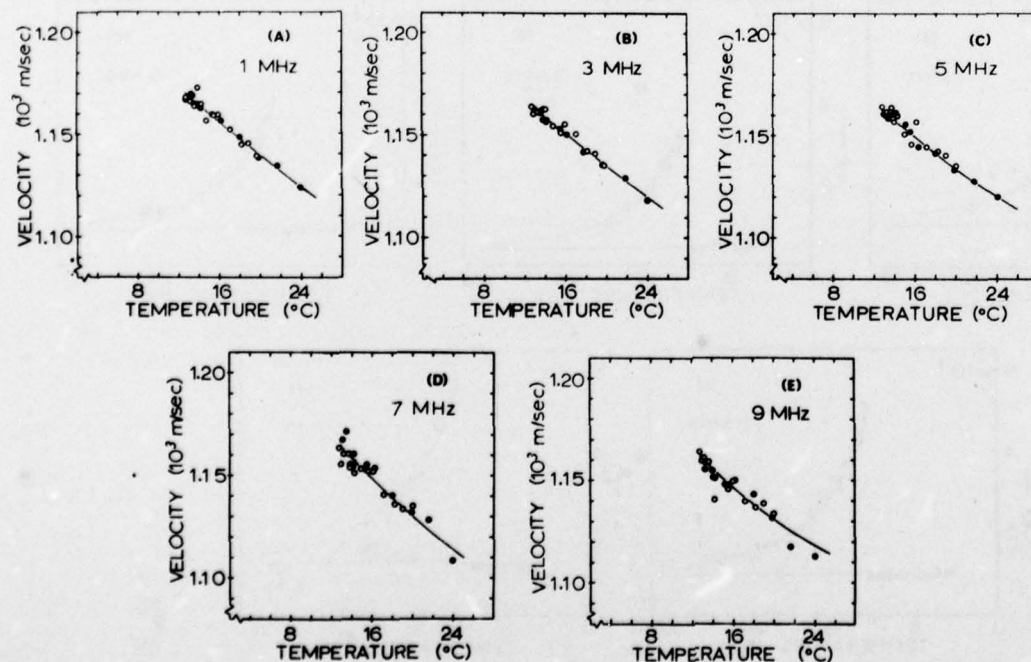 (A)
1 MHz
VELOCITY (10³ m/sec)
1.20
1.15
1.10
8 16 24
TEMPERATURE (°C)
(B)
3 MHz
VELOCITY (10³ m/sec)
1.20
1.15
1.10
8 16 24
TEMPERATURE (°C)
(C)
5 MHz
VELOCITY (10³ m/sec)
1.20
1.15
1.10
8 16 24
TEMPERATURE (°C)
(D)
7 MHz
VELOCITY (10³ m/sec)
1.20
1.15
1.10
8 16 24
TEMPERATURE (°C)
(E)
9 MHz
VELOCITY (10³ m/sec)
1.20
1.15
1.10
8 16 24
TEMPERATURE (°C)